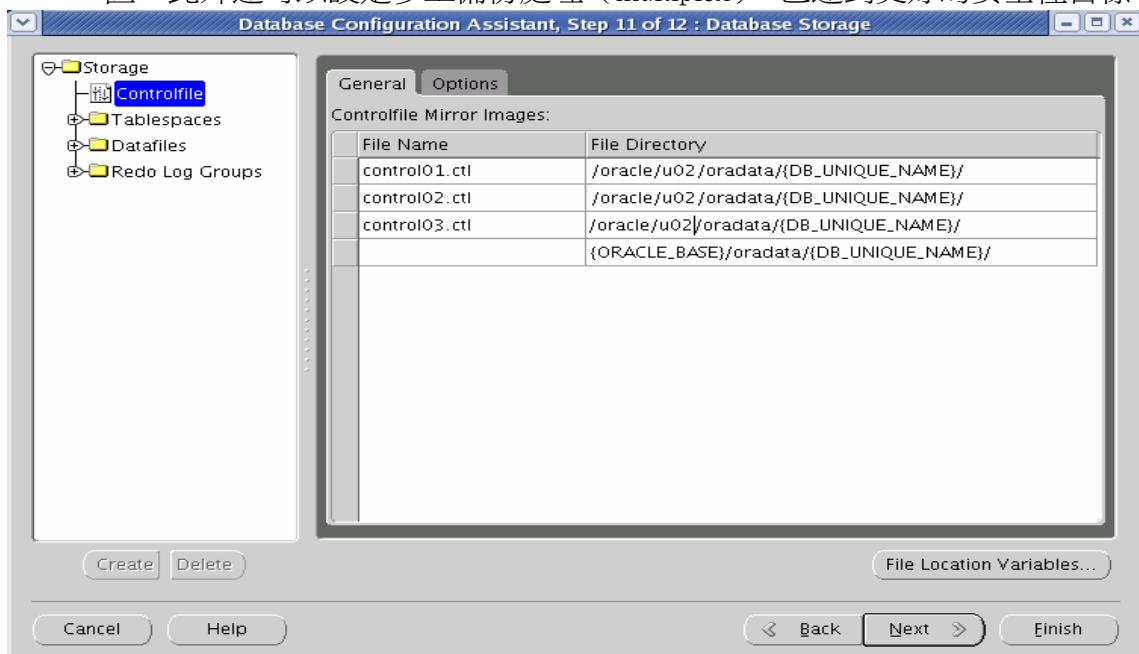 Database Configuration Assistant, Step 11 of 12 : Database Storage
Storage
Controlfile
Tablespaces
Datafiles
Redo Log Groups
General
Options
Controlfile Mirror Images:
File Name File Directory
control01.ctl /oracle/u02/oradata/{DB_UNIQUE_NAME}/
control02.ctl /oracle/u02/oradata/{DB_UNIQUE_NAME}/
control03.ctl /oracle/u02/oradata/{DB_UNIQUE_NAME}/
{ORACLE_BASE}/oradata/{DB_UNIQUE_NAME}/
Create Delete
File Location Variables...
Cancel Help Back Next Finish